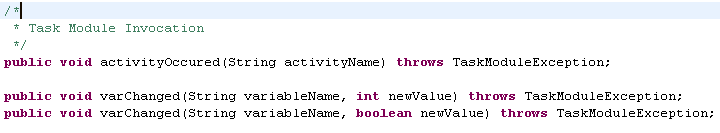 /*
 * Task Module Invocation
 */
public void activityOccured(String activityName) throws TaskModuleException;
public void varChanged(String variableName, int newValue) throws TaskModuleException;
public void varChanged(String variableName, boolean newValue) throws TaskModuleException;